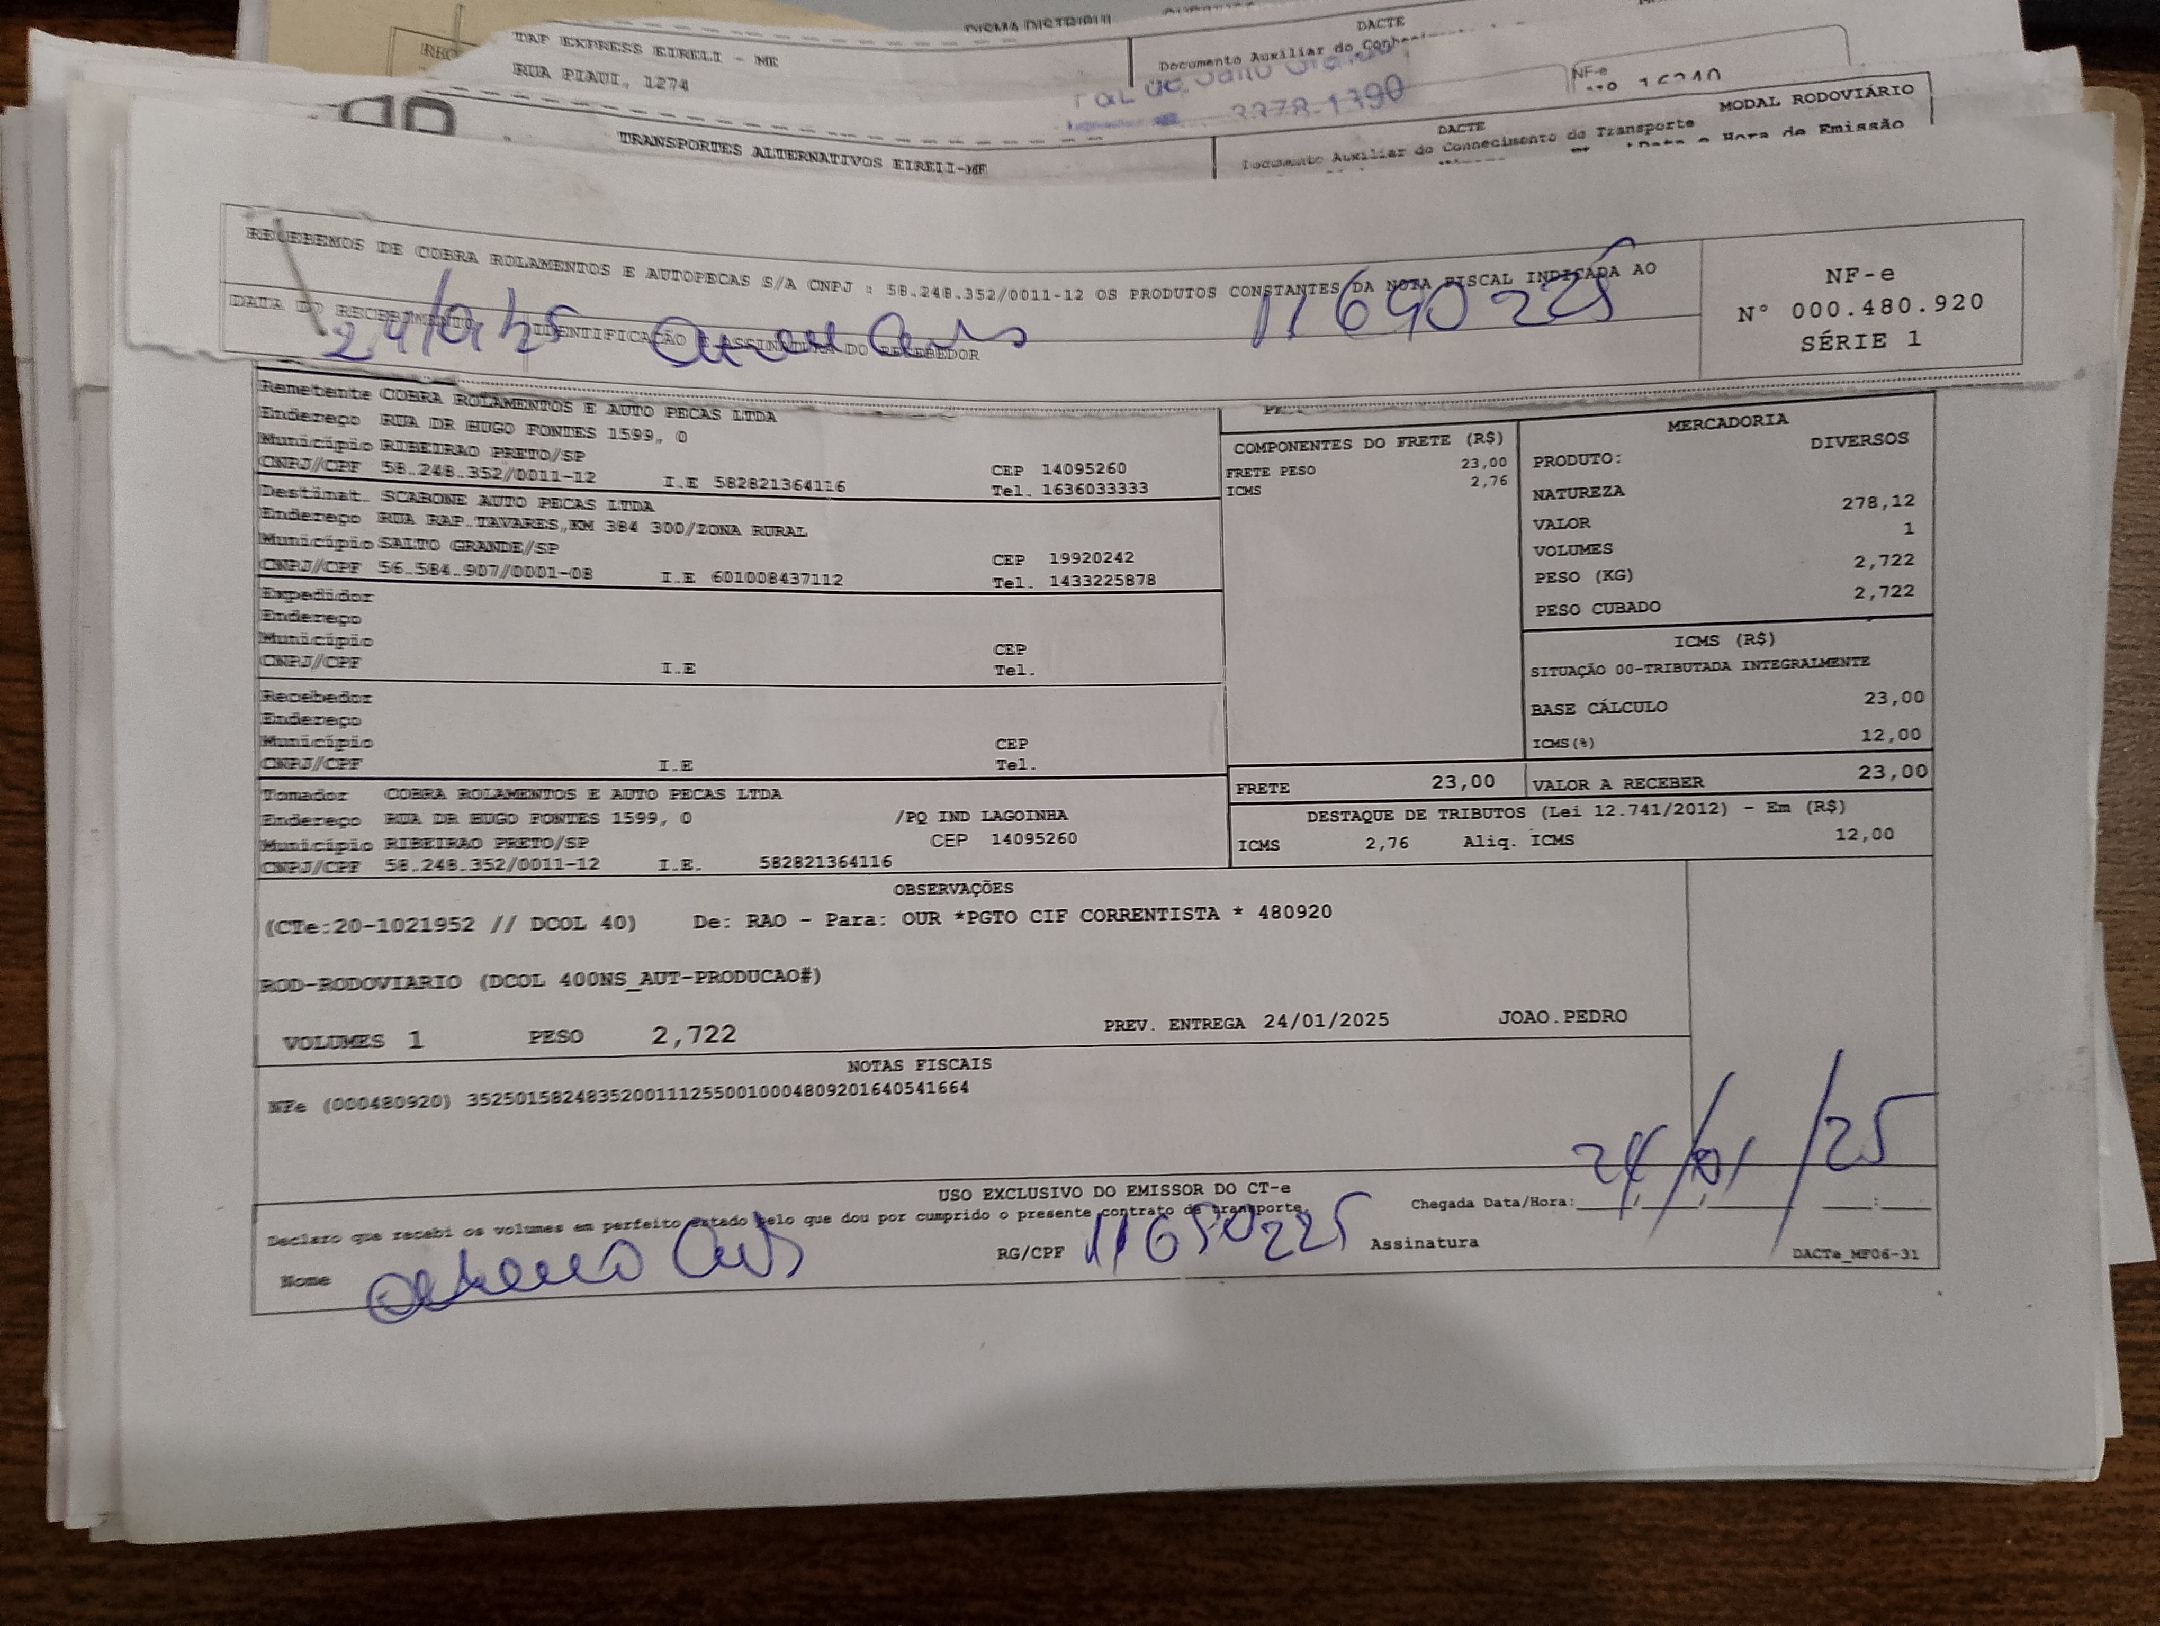 TAF EXPRESS EIRELI - ME
RUA PIAUI, 1274
DACTE
Documento Auxiliar do
3378-1390
NF-e
MODAL RODOVIÁRIO
TRANSPORTES ALTERNATIVOS EIRELI-ME
DACTE
Documento Auxiliar do Conhecimento de Transporte
Data e Hora de Emissão
RECEBEMOS DE COBRA ROLAMENTOS E AUTOPECAS S/A CNPJ : 58.248.352/0011-12 OS PRODUTOS CONSTANTES DA NOTA FISCAL INDICADA AO
DATA DO RECEBIMENTO
IDENTIFICAÇÃO E ASSINATURA DO RECEBEDOR
NF-e
Nº 000.480.920
SÉRIE 1
Remetente COBRA ROLAMENTOS E AUTO PECAS LTDA
Endereço RUA DR HUGO FONTES 1599, 0
Município RIBEIRAO PRETO/SP
CEP 14095260
CNPJ/CPF 58.248.352/0011-12 I.E 582821364116 Tel. 1636033333
Destinat. SCARONE AUTO PECAS LTDA
Endereço RUA RAP.TAVARES,KM 384 300/ZONA RURAL
Município SALTO GRANDE/SP CEP 19920242
CNPJ/CPF 56.584.907/0001-08 I.E 601008437112 Tel. 1433225878
Expedidor
Endereço
Município CEP
CNPJ/CPF I.E Tel.
Recebedor
Endereço
Município CEP
CNPJ/CPF I.E Tel.
Tomador COBRA ROLAMENTOS E AUTO PECAS LTDA
Endereço RUA DR HUGO FONTES 1599, 0 /PQ IND LAGOINHA
Município RIBEIRAO PRETO/SP CEP 14095260
CNPJ/CPF 58.248.352/0011-12 I.E. 582821364116
COMPONENTES DO FRETE (R$)
FRETE PESO 23,00
ICMS 2,76
MERCADORIA
PRODUTO: DIVERSOS
NATUREZA
VALOR 278,12
VOLUMES 1
PESO (KG) 2,722
PESO CUBADO 2,722
ICMS (R$)
SITUAÇÃO 00-TRIBUTADA INTEGRALMENTE
BASE CÁLCULO 23,00
ICMS(%) 12,00
FRETE 23,00 VALOR A RECEBER 23,00
DESTAQUE DE TRIBUTOS (Lei 12.741/2012) - Em (R$)
ICMS 2,76 Aliq. ICMS 12,00
OBSERVAÇÕES
(CTe:20-1021952 // DCOL 40) De: RAO - Para: OUR *PGTO CIF CORRENTISTA * 480920
ROD-RODOVIARIO (DCOL 400NS_AUT-PRODUCAO#)
VOLUMES 1 PESO 2,722 PREV. ENTREGA 24/01/2025 JOAO.PEDRO
NOTAS FISCAIS
NFe (000480920) 35250158248352001112550010004809201640541664
24/01/25
USO EXCLUSIVO DO EMISSOR DO CT-e
Declaro que recebi os volumes em perfeito estado pelo que dou por cumprido o presente contrato de transporte.
Chegada Data/Hora:
Nome RG/CPF 11650225 Assinatura
DACTe_MF06-31